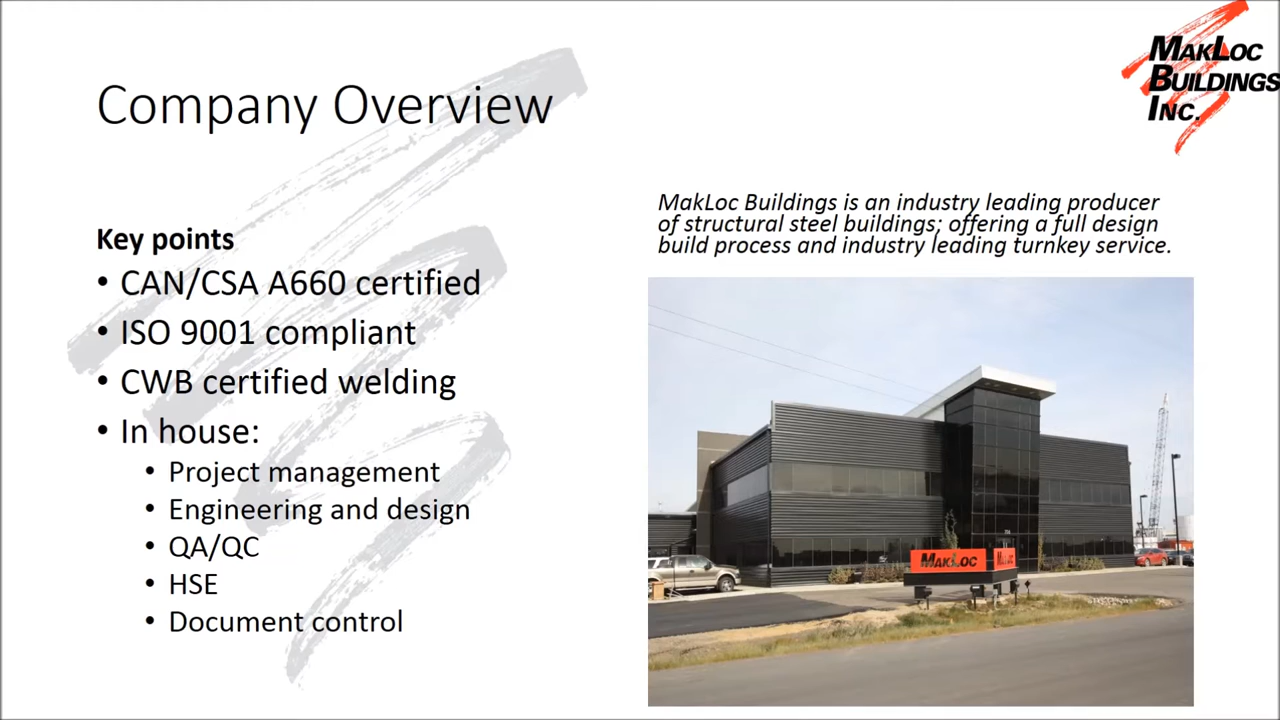 Company Overview
MAKLOC
BUILDINGS
INC.
Key points
• CAN/CSA A660 certified
• ISO 9001 compliant
• CWB certified welding
• In house:
• Project management
• Engineering and design
• QA/QC
• HSE
• Document control
MakLoc Buildings is an industry leading producer
of structural steel buildings; offering a full design
build process and industry leading turnkey service.
MAKLOC
MAKLOC